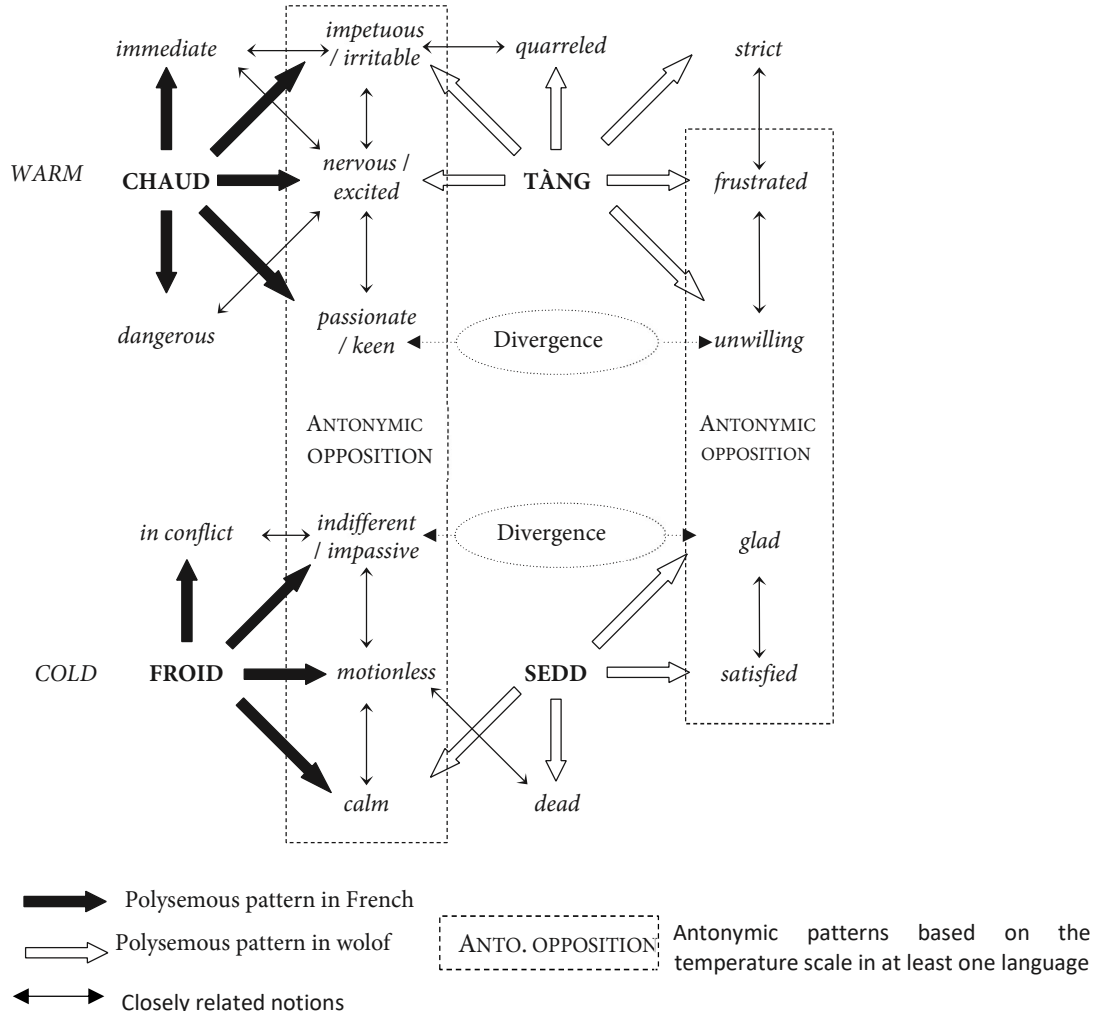 immediate
impetuous
/ irritable
quarreled
strict
WARM
CHAUD
nervous /
excited
TÀNG
frustrated
dangerous
passionate
/ keen
Divergence
unwilling
ANTONYMIC
OPPOSITION
ANTONYMIC
OPPOSITION
in conflict
indifferent
/ impassive
Divergence
glad
COLD
FROID
motionless
SEDD
satisfied
calm
dead
Polysemous pattern in French
Polysemous pattern in wolof
Closely related notions
ANTO. OPPOSITION
Antonymic patterns based on the
temperature scale in at least one language